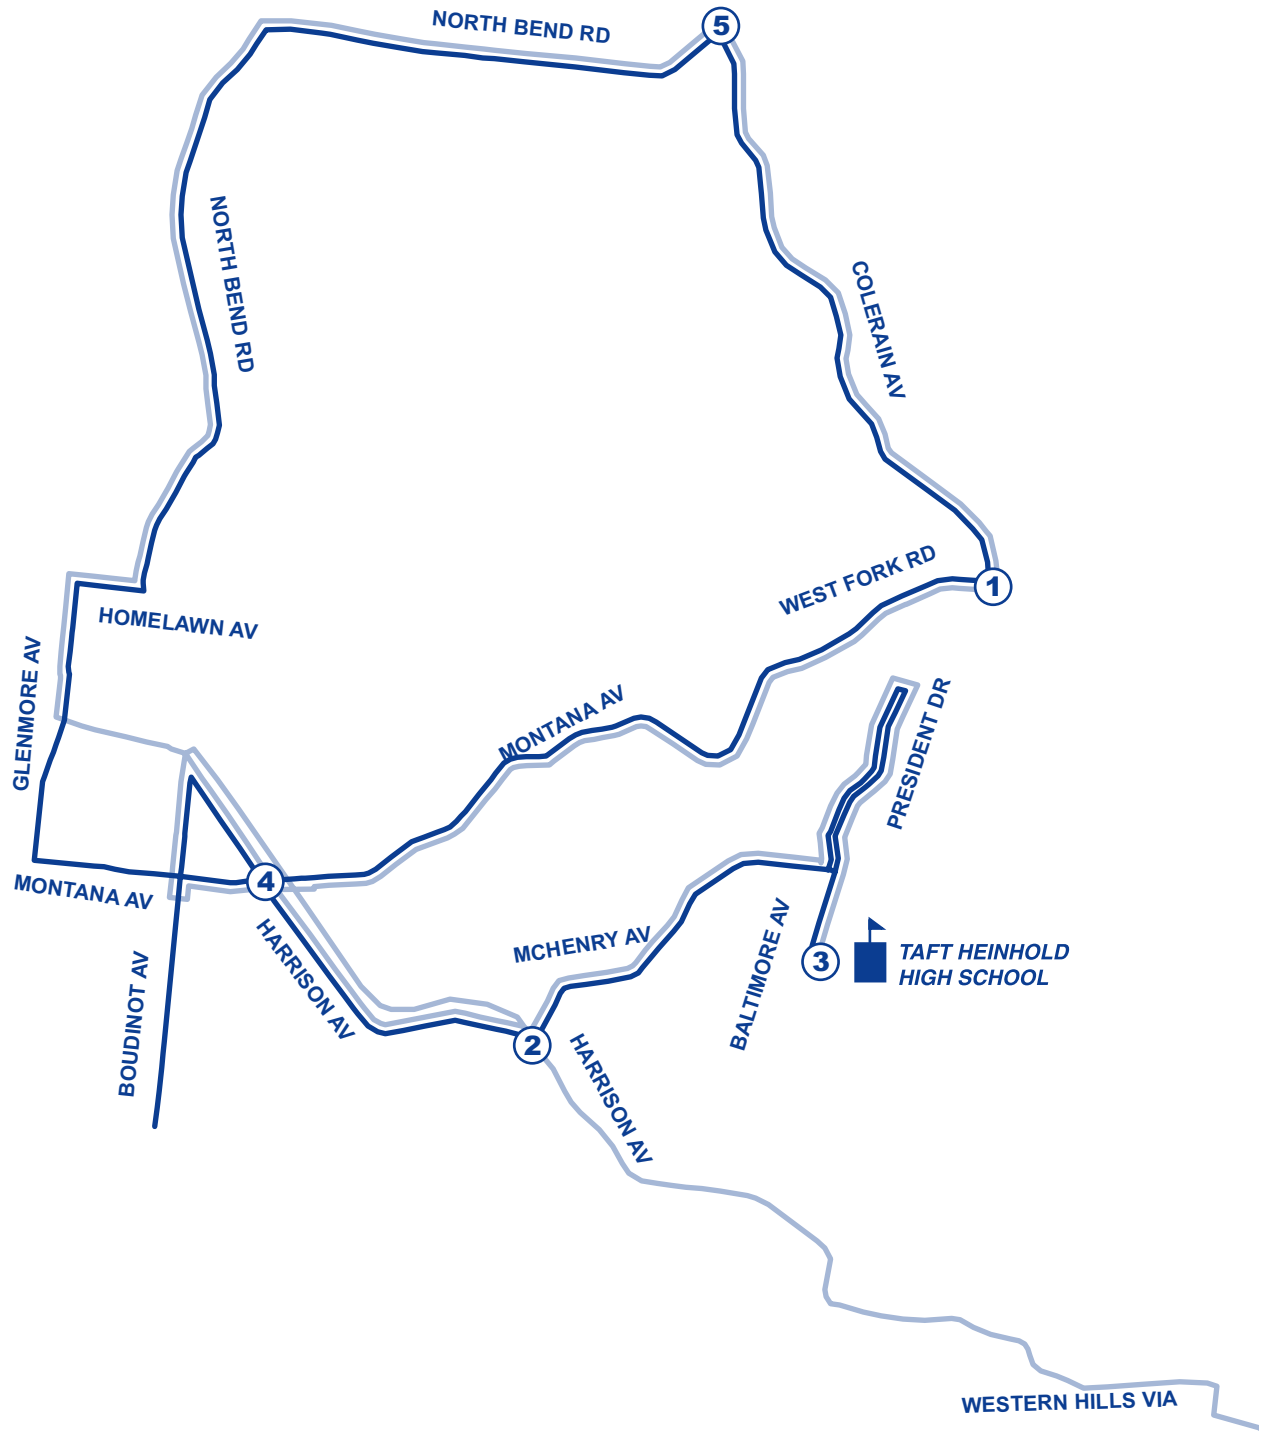 NORTH BEND RD
5
NORTH BEND RD
COLERAIN AV
WEST FORK RD
1
HOMELAWN AV
GLENMORE AV
MONTANA AV
PRESIDENT DR
MONTANA AV
4
HARRISON AV
MCHENRY AV
BALTIMORE AV
3
TAFT HEINHOLD
HIGH SCHOOL
BOUDINOT AV
2
HARRISON AV
WESTERN HILLS VIA